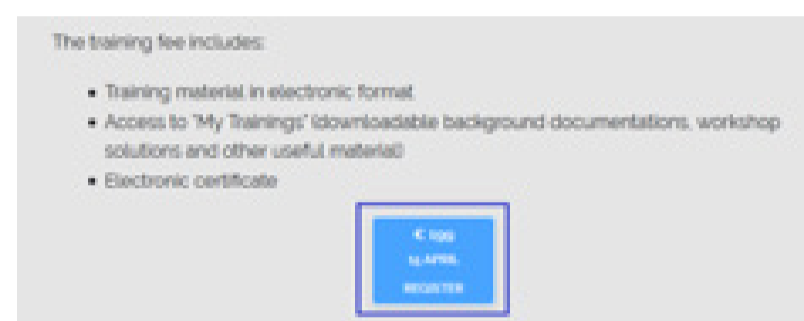 The training fee includes:
• Training material in electronic format
• Access to "My Trainings" (downloadable background documentations, workshop
solutions and other useful material)
• Electronic certificate
€
APRIL
REGISTER